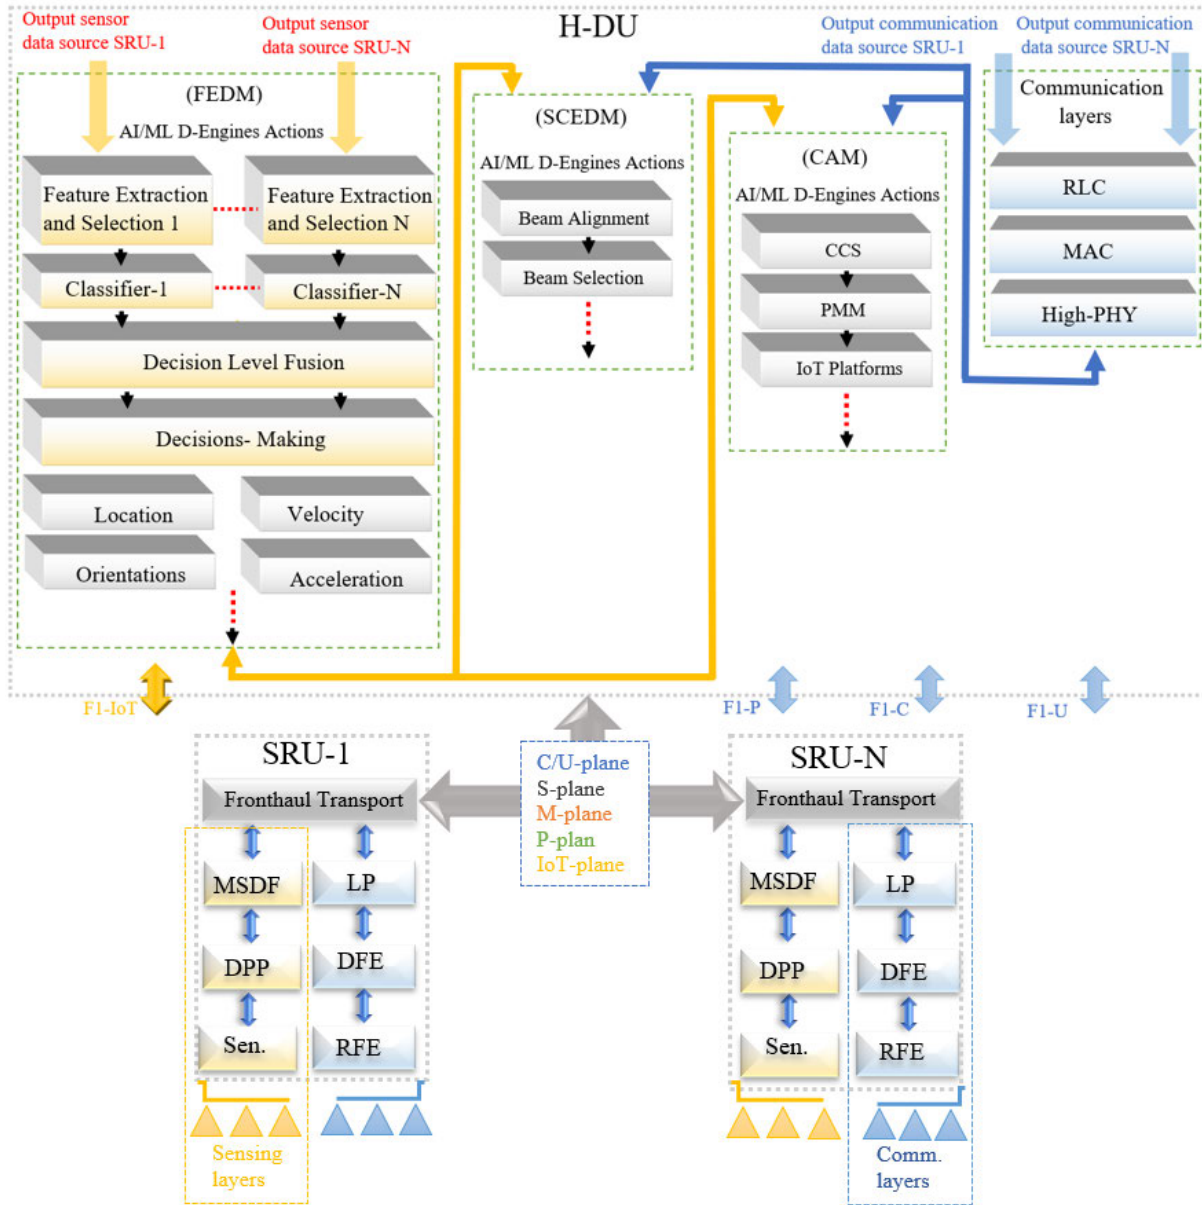 Output sensor
data source SRU-1
Output sensor
data source SRU-N
H-DU
Output communication
data source SRU-1
Output communication
data source SRU-N
(FEDM)
AI/ML D-Engines Actions
Feature Extraction
and Selection 1
Feature Extraction
and Selection N
Classifier-1
Classifier-N
Decision Level Fusion
Decisions- Making
Location
Velocity
Orientations
Acceleration
(SCEDM)
AI/ML D-Engines Actions
Beam Alignment
Beam Selection
(CAM)
AI/ML D-Engines Actions
CCS
PMM
IoT Platforms
Communication
layers
RLC
MAC
High-PHY
F1-IoT
F1-P
F1-C
F1-U
SRU-1
Fronthaul Transport
MSDF
LP
DPP
DFE
Sen.
RFE
Sensing
layers
C/U-plane
S-plane
M-plane
P-plan
IoT-plane
SRU-N
Fronthaul Transport
MSDF
LP
DPP
DFE
Sen.
RFE
Comm.
layers